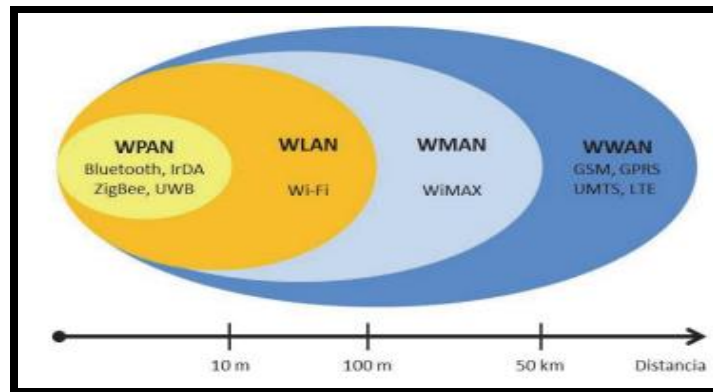 WPAN
Bluetooth, IrDA
ZigBee, UWB
WLAN
Wi-Fi
WMAN
WiMAX
WWAN
GSM, GPRS
UMTS, LTE
10 m
100 m
50 km
Distancia